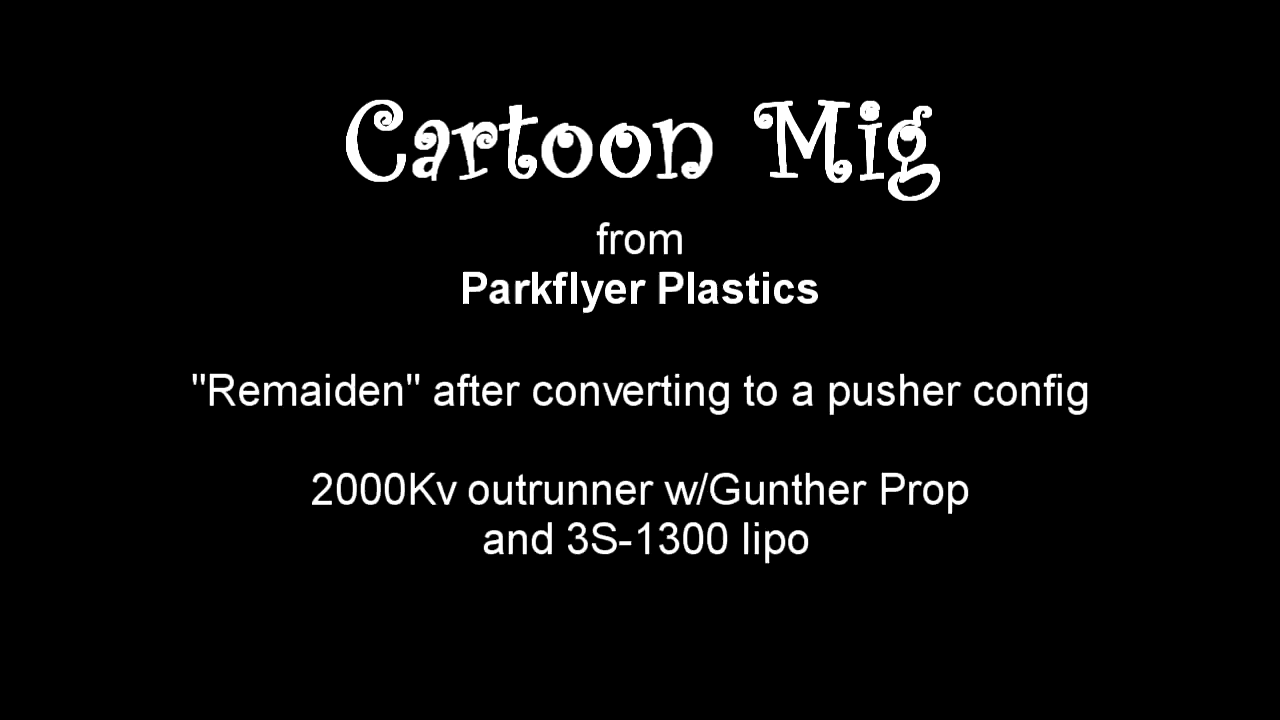 Cartoon Mig
from
Parkflyer Plastics
"Remaiden" after converting to a pusher config
2000Kv outrunner w/Gunther Prop
and 3S-1300 lipo